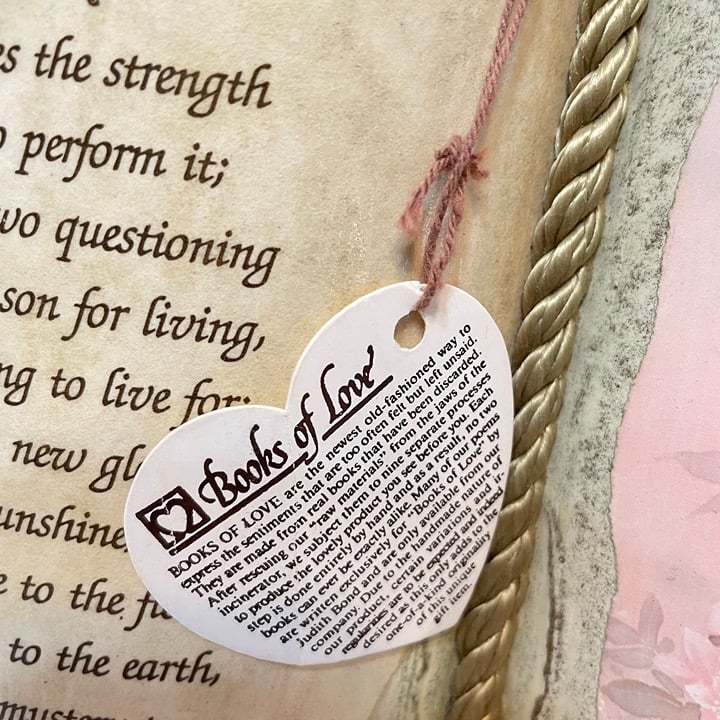 es the strength
perform it;
wo questioning
son for living,
ng to live for;
new gl
unshine
e to the
to the earth,
Books of Love
BOOKS OF LOVE are the newest old-fashioned way to
express the sentiments that are too often felt but left unsaid.
They are made from real books that have been discarded.
After rescuing our "raw materials" from the jaws of the
incinerator, we subject them to nine separate processes
to produce the lovely product you see before you. Each
step is done entirely by hand and as a result, no two
books can ever be exactly alike. Many of our poems
are written exclusively for "Books of Love" by
Judith Bond and are only available from our
company. Due to the handmade nature of
our product, certain variations and ir-
regularities are to be expected and indeed
desired as this only adds to the
one-of-a-kind originality
of this unique
gift item.